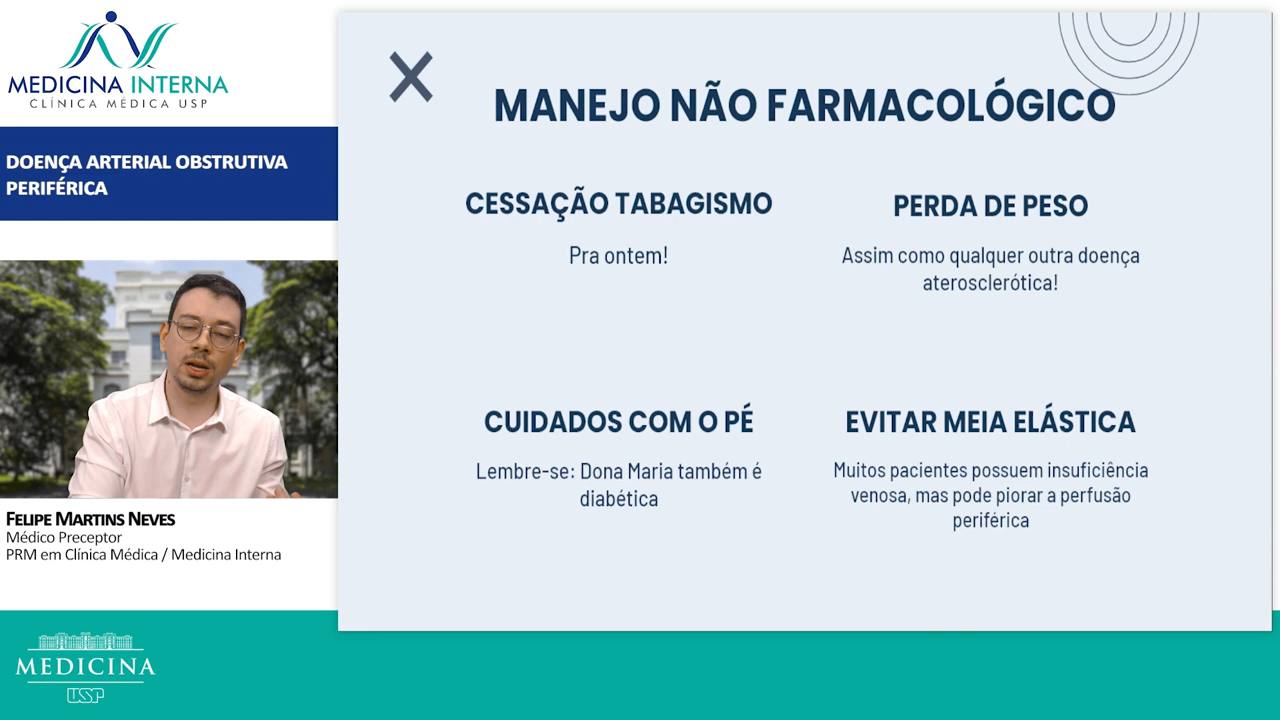 MEDICINA INTERNA
CLÍNICA MÉDICA USP
DOENÇA ARTERIAL OBSTRUTIVA
PERIFÉRICA
FELIPE MARTINS NEVES
Médico Preceptor
PRM em Clínica Médica / Medicina Interna
MEDICINA
USP
MANEJO NÃO FARMACOLÓGICO
CESSAÇÃO TABAGISMO
Pra ontem!
PERDA DE PESO
Assim como qualquer outra doença
aterosclerótica!
CUIDADOS COM O PÉ
Lembre-se: Dona Maria também é
diabética
EVITAR MEIA ELÁSTICA
Muitos pacientes possuem insuficiência
venosa, mas pode piorar a perfusão
periférica